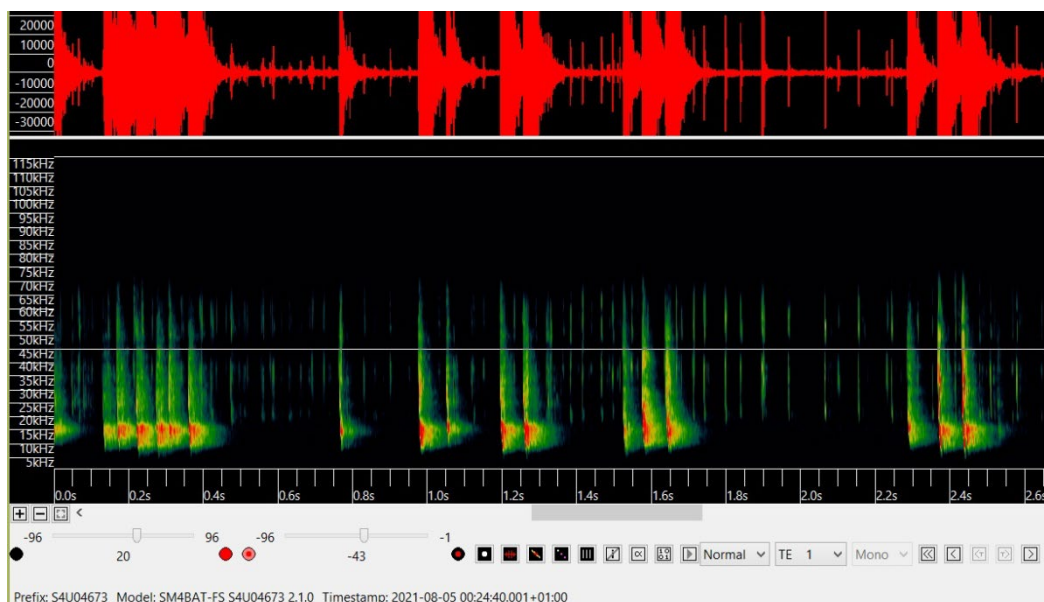 20000
10000
0
-10000
-20000
-30000
115kHz
110kHz
105kHz
100kHz
95kHz
90kHz
85kHz
80kHz
75kHz
70kHz
65kHz
60kHz
55kHz
50kHz
45kHz
40kHz
35kHz
30kHz
25kHz
20kHz
15kHz
10kHz
5kHz
0.0s 0.2s 0.4s 0.6s 0.8s 1.0s 1.2s 1.4s 1.6s 1.8s 2.0s 2.2s 2.4s 2.6s
-96 96 -96 -1
20 -43 Normal TE 1 Mono
Prefix: S4U04673 Model: SM4BAT-FS S4U04673 2.1.0 Timestamp: 2021-08-05 00:24:40.001+01:00